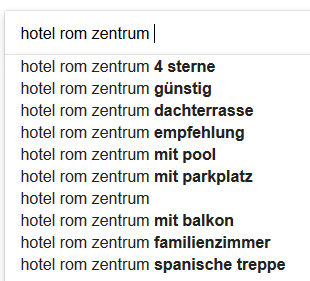 hotel rom zentrum
hotel rom zentrum 4 sterne
hotel rom zentrum günstig
hotel rom zentrum dachterrasse
hotel rom zentrum empfehlung
hotel rom zentrum mit pool
hotel rom zentrum mit parkplatz
hotel rom zentrum
hotel rom zentrum mit balkon
hotel rom zentrum familienzimmer
hotel rom zentrum spanische treppe